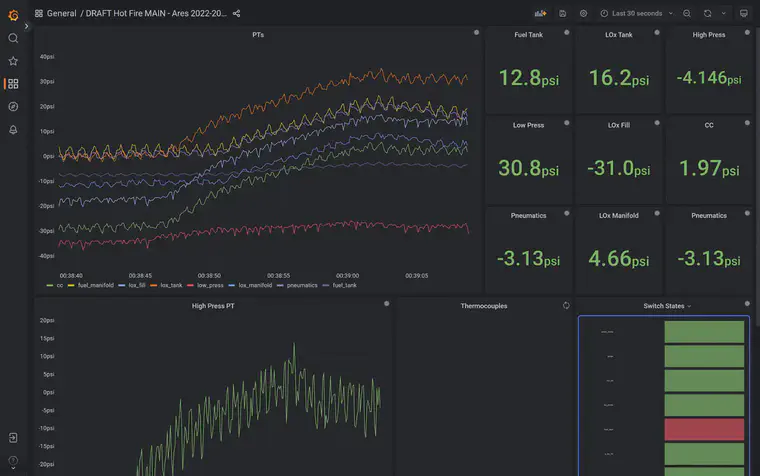 General / DRAFT Hot Fire MAIN - Ares 2022-20...
Last 30 seconds
PTs
40psi
30psi
20psi
10psi
0psi
-10psi
-20psi
-30psi
-40psi
00:38:40 00:38:45 00:38:50 00:38:55 00:39:00 00:39:05
cc fuel_manifold lox_fill lox_tank low_press lox_manifold pneumatics fuel_tank
Fuel Tank
12.8psi
LOx Tank
16.2psi
High Press
-4.146psi
Low Press
30.8psi
LOx Fill
-31.0psi
CC
1.97psi
Pneumatics
-3.13psi
LOx Manifold
4.66psi
Pneumatics
-3.13psi
High Press PT
20psi
15psi
10psi
5psi
0psi
-5psi
-10psi
-15psi
-20psi
Thermocouples
Switch States